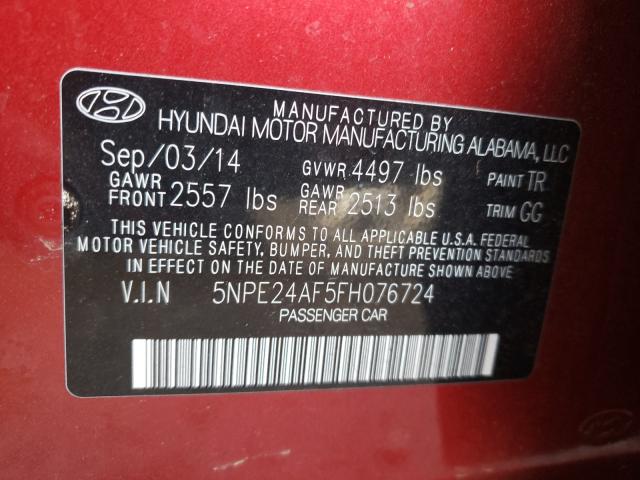 MANUFACTURED BY
HYUNDAI MOTOR MANUFACTURING ALABAMA, LLC
Sep/03/14 GVWR 4497 lbs PAINT TR
GAWR FRONT 2557 lbs GAWR REAR 2513 lbs TRIM GG
THIS VEHICLE CONFORMS TO ALL APPLICABLE U.S.A. FEDERAL
MOTOR VEHICLE SAFETY, BUMPER, AND THEFT PREVENTION STANDARDS
IN EFFECT ON THE DATE OF MANUFACTURE SHOWN ABOVE.
V.I.N 5NPE24AF5FH076724
PASSENGER CAR